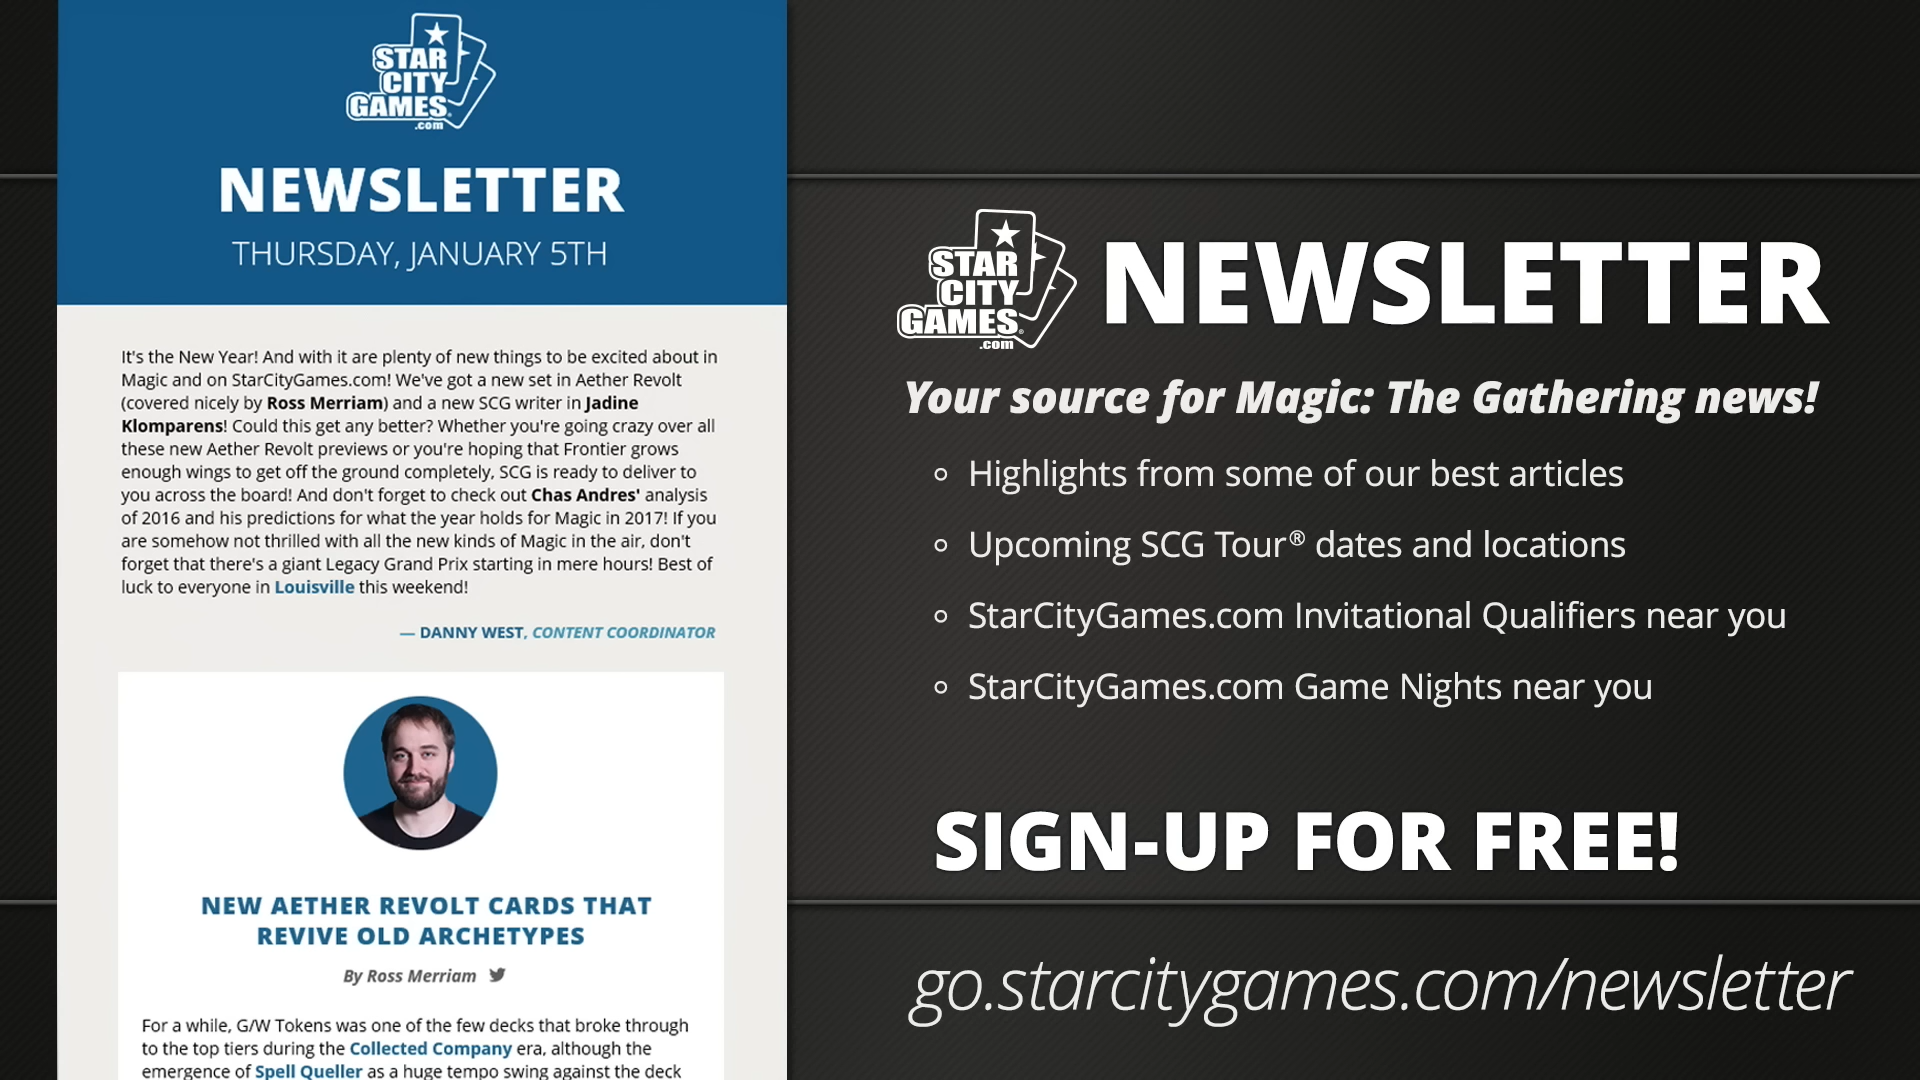 STAR
CITY
GAMES
.com
NEWSLETTER
THURSDAY, JANUARY 5TH
It's the New Year! And with it are plenty of new things to be excited about in
Magic and on StarCityGames.com! We've got a new set in Aether Revolt
(covered nicely by Ross Merriam) and a new SCG writer in Jadine
Klomparens! Could this get any better? Whether you're going crazy over all
these new Aether Revolt previews or you're hoping that Frontier grows
enough wings to get off the ground completely, SCG is ready to deliver to
you across the board! And don't forget to check out Chas Andres' analysis
of 2016 and his predictions for what the year holds for Magic in 2017! If you
are somehow not thrilled with all the new kinds of Magic in the air, don't
forget that there's a giant Legacy Grand Prix starting in mere hours! Best of
luck to everyone in Louisville this weekend!
— DANNY WEST, CONTENT COORDINATOR
NEW AETHER REVOLT CARDS THAT
REVIVE OLD ARCHETYPES
By Ross Merriam
For a while, G/W Tokens was one of the few decks that broke through
to the top tiers during the Collected Company era, although the
emergence of Spell Queller as a huge tempo swing against the deck
STAR
CITY
GAMES®
.com
NEWSLETTER
Your source for Magic: The Gathering news!
Highlights from some of our best articles
Upcoming SCG Tour® dates and locations
StarCityGames.com Invitational Qualifiers near you
StarCityGames.com Game Nights near you
SIGN-UP FOR FREE!
go.starcitygames.com/newsletter